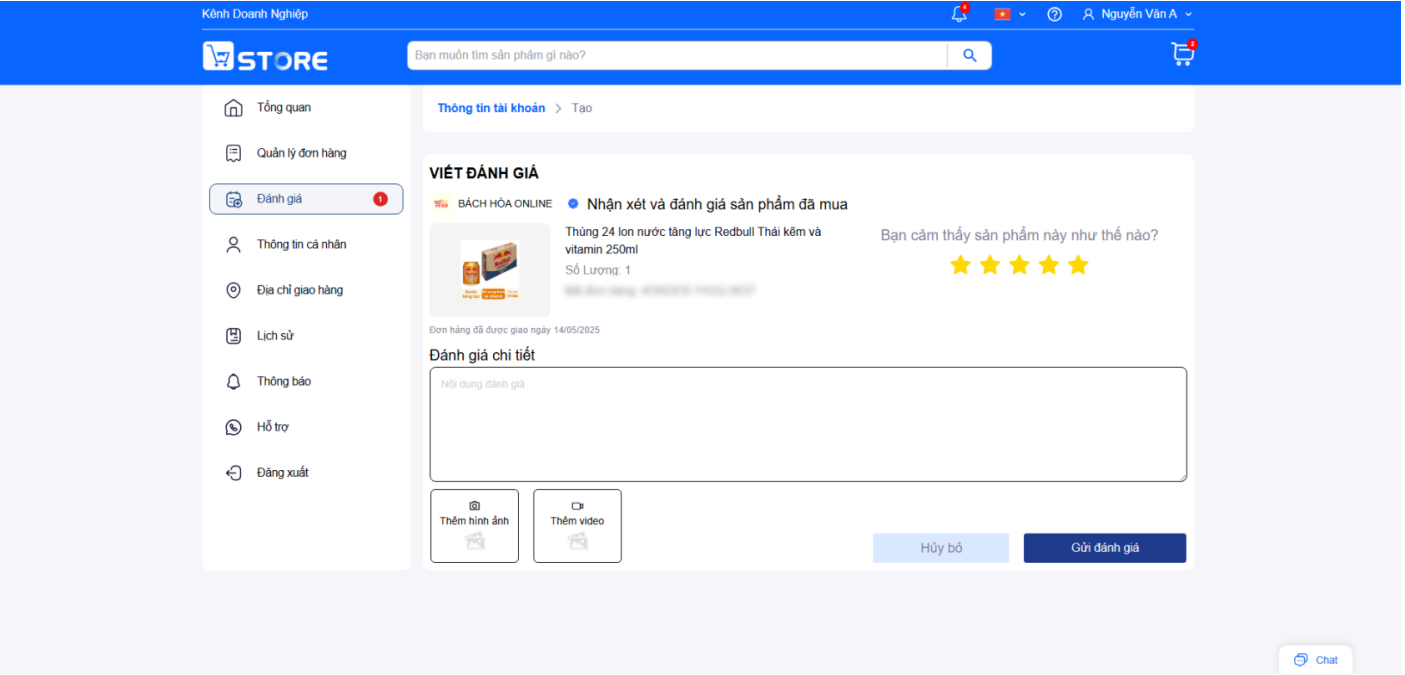 Kênh Doanh Nghiệp
4
Nguyễn Văn A
STORE
Bạn muốn tìm sản phẩm gì nào?
2
Tổng quan
Quản lý đơn hàng
Đánh giá
1
Thông tin cá nhân
Địa chỉ giao hàng
Lịch sử
Thông báo
Hỗ trợ
Đăng xuất
Thông tin tài khoản > Tạo
VIẾT ĐÁNH GIÁ
BÁCH HÓA ONLINE Nhận xét và đánh giá sản phẩm đã mua
Thùng 24 lon nước tăng lực Redbull Thái kẽm và
vitamin 250ml
Số Lượng: 1
Bạn cảm thấy sản phẩm này như thế nào?
Đơn hàng đã được giao ngày 14/05/2025
Đánh giá chi tiết
Nội dung đánh giá
Thêm hình ảnh
Thêm video
Hủy bỏ
Gửi đánh giá
Chat